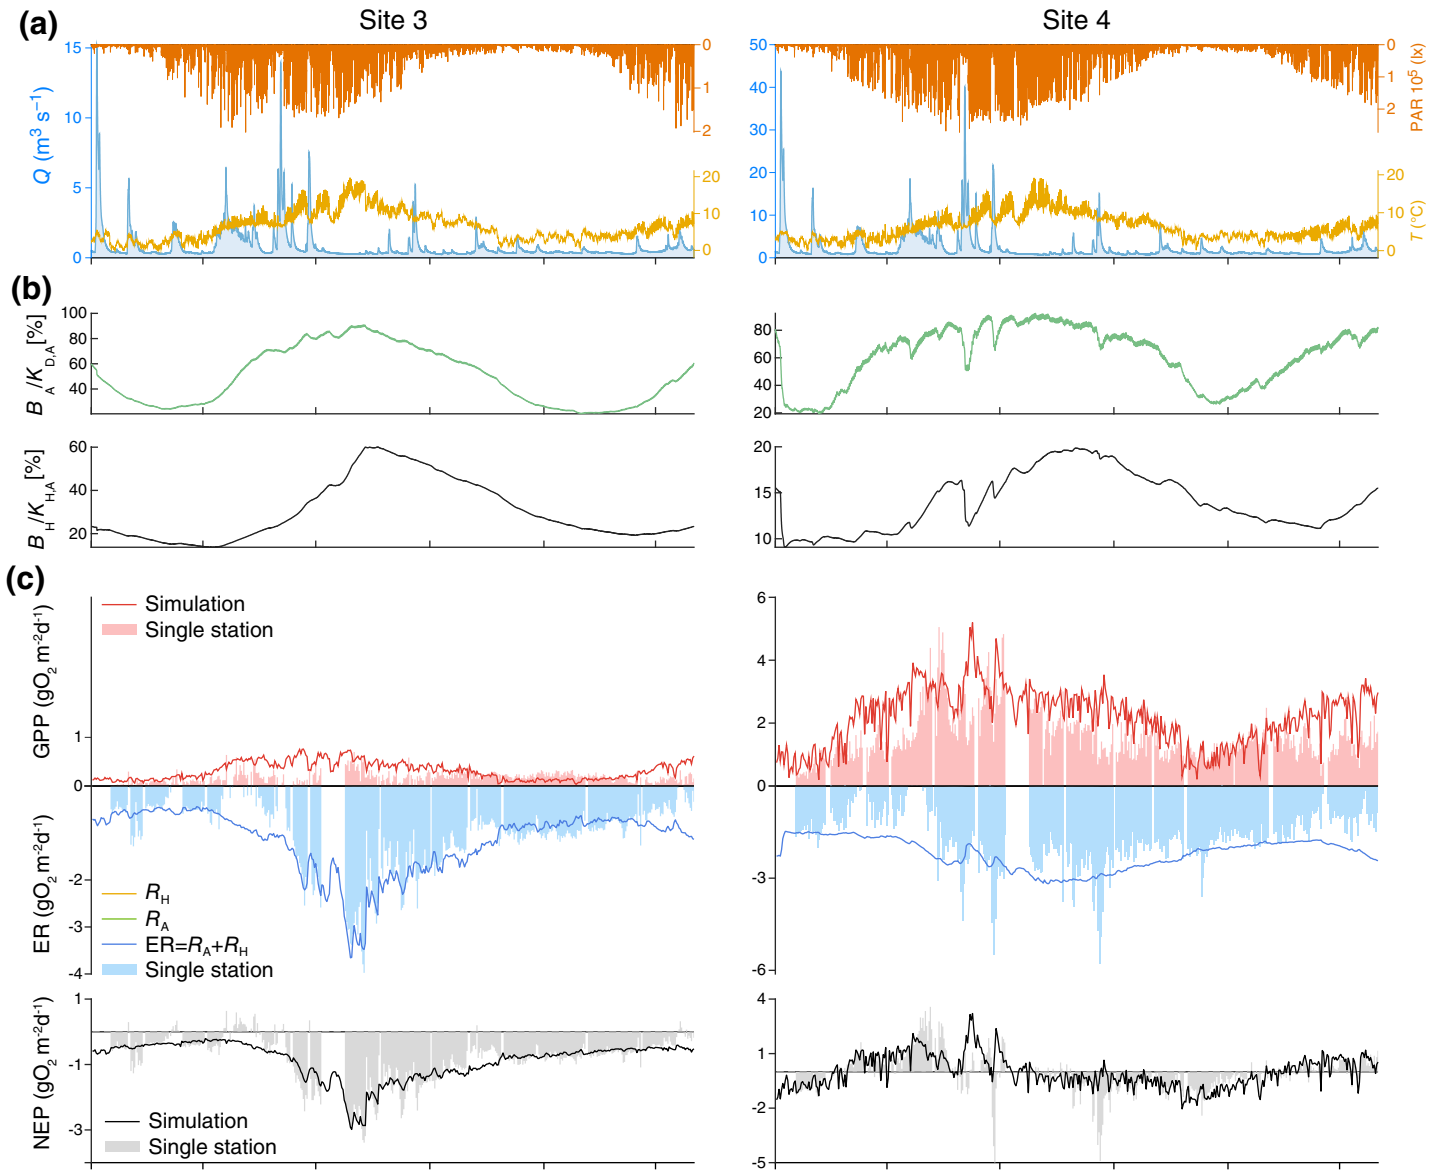 (a)
Site 3
Site 4
15
10
5
0
Q (m³ s⁻¹)
0
1
2
20
10
0
50
40
30
20
10
0
0
1
2
PAR 10⁵ (lx)
20
10
0
T (°C)
(b)
100
80
60
40
B_A/K_D,A [%]
80
60
40
20
60
40
20
B_H/K_H,A [%]
20
15
10
(c)
GPP (gO₂ m⁻²d⁻¹)
1
0
Simulation
Single station
6
4
2
0
ER (gO₂ m⁻²d⁻¹)
-2
-3
-4
R_H
R_A
ER=R_A+R_H
Single station
-3
-6
NEP (gO₂ m⁻²d⁻¹)
1
-1
-3
Simulation
Single station
4
1
-2
-5